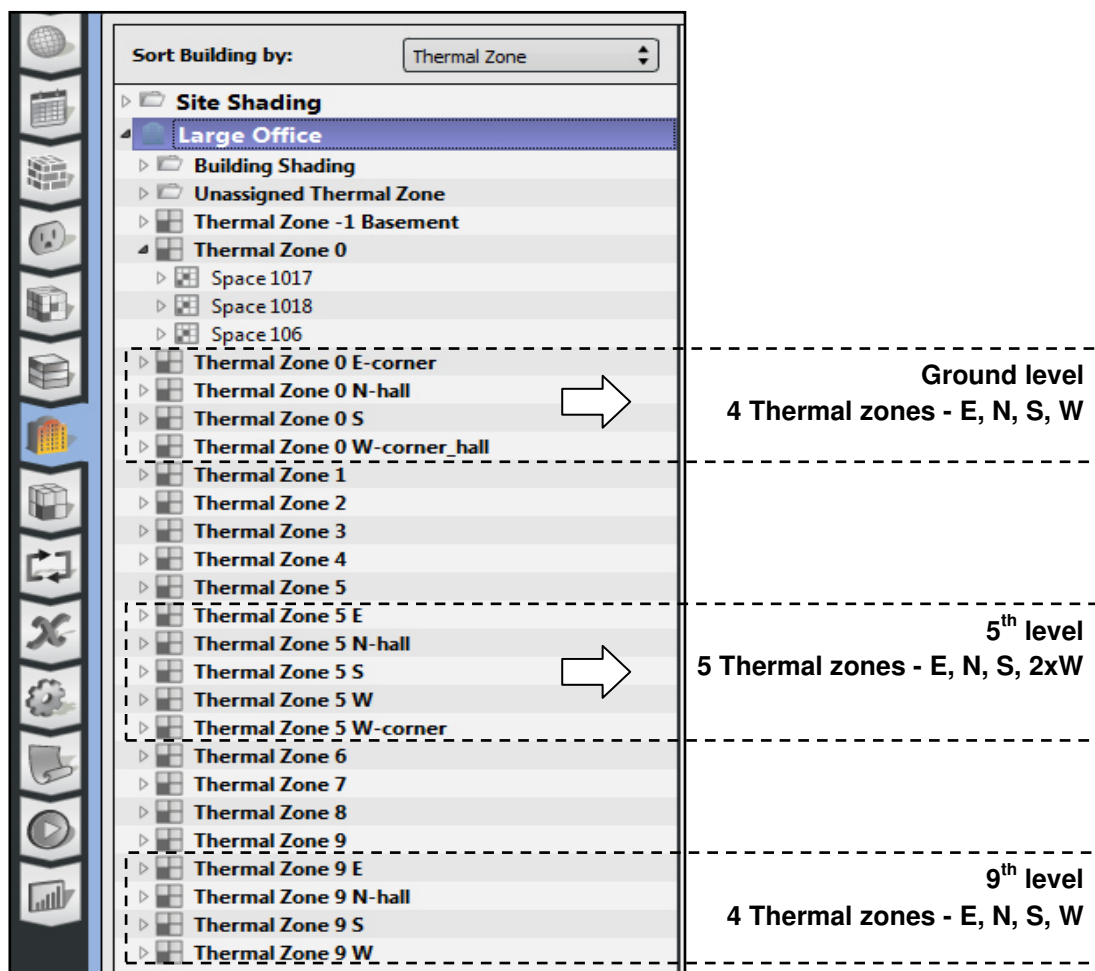 Sort Building by: Thermal Zone
Site Shading
Large Office
Building Shading
Unassigned Thermal Zone
Thermal Zone -1 Basement
Thermal Zone 0
Space 1017
Space 1018
Space 106
Thermal Zone 0 E-corner
Thermal Zone 0 N-hall
Thermal Zone 0 S
Thermal Zone 0 W-corner_hall
Ground level
4 Thermal zones - E, N, S, W
Thermal Zone 1
Thermal Zone 2
Thermal Zone 3
Thermal Zone 4
Thermal Zone 5
Thermal Zone 5 E
Thermal Zone 5 N-hall
Thermal Zone 5 S
Thermal Zone 5 W
Thermal Zone 5 W-corner
5th level
5 Thermal zones - E, N, S, 2xW
Thermal Zone 6
Thermal Zone 7
Thermal Zone 8
Thermal Zone 9
Thermal Zone 9 E
Thermal Zone 9 N-hall
Thermal Zone 9 S
Thermal Zone 9 W
9th level
4 Thermal zones - E, N, S, W